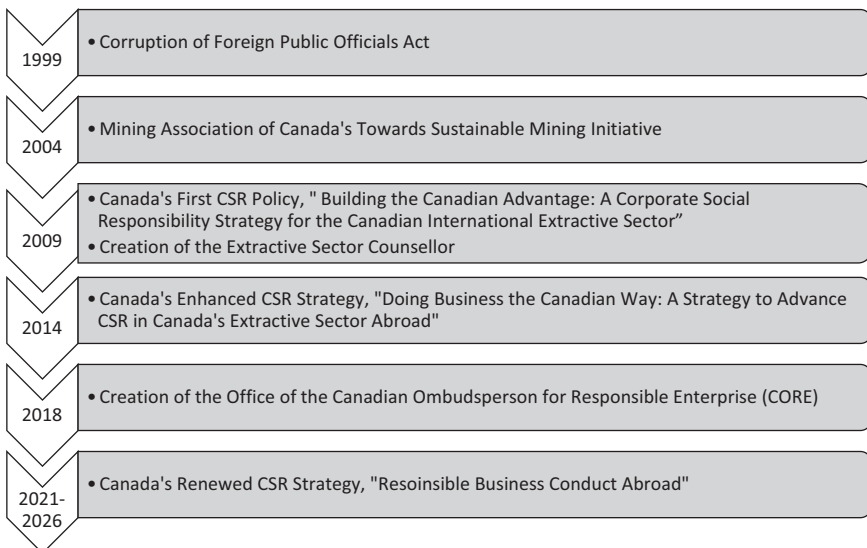 1999
• Corruption of Foreign Public Officials Act
2004
• Mining Association of Canada's Towards Sustainable Mining Initiative
2009
• Canada's First CSR Policy, " Building the Canadian Advantage: A Corporate Social
Responsibility Strategy for the Canadian International Extractive Sector”
• Creation of the Extractive Sector Counsellor
2014
• Canada's Enhanced CSR Strategy, "Doing Business the Canadian Way: A Strategy to Advance
CSR in Canada's Extractive Sector Abroad"
2018
• Creation of the Office of the Canadian Ombudsperson for Responsible Enterprise (CORE)
2021-
2026
• Canada's Renewed CSR Strategy, "Resoinsible Business Conduct Abroad"